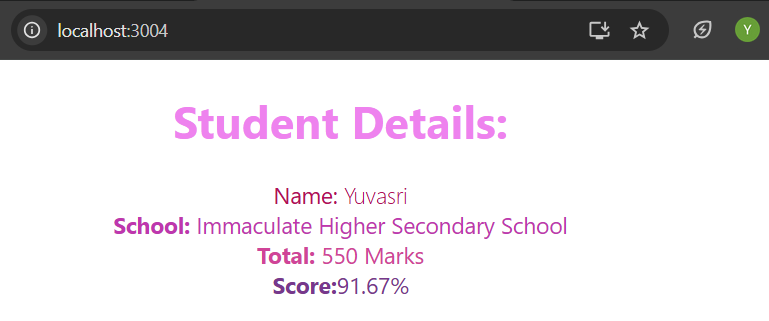 localhost:3004
Y
Student Details:
Name: Yuvasri
School: Immaculate Higher Secondary School
Total: 550 Marks
Score:91.67%